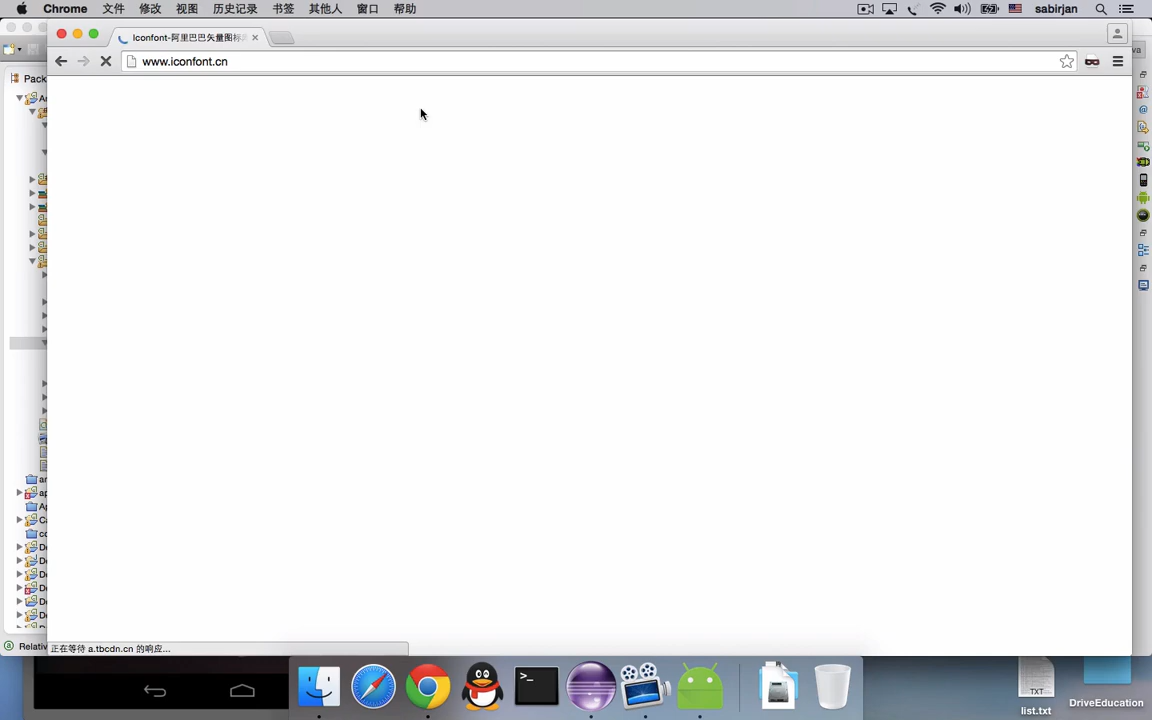 Chrome 文件 修改 视图 历史记录 书签 其他人 窗口 帮助 sabirjan
Iconfont-阿里巴巴矢量图标
www.iconfont.cn
Pack
正在等待 a.tbcdn.cn 的响应...
Relativ
TXT
list.txt
DriveEducation